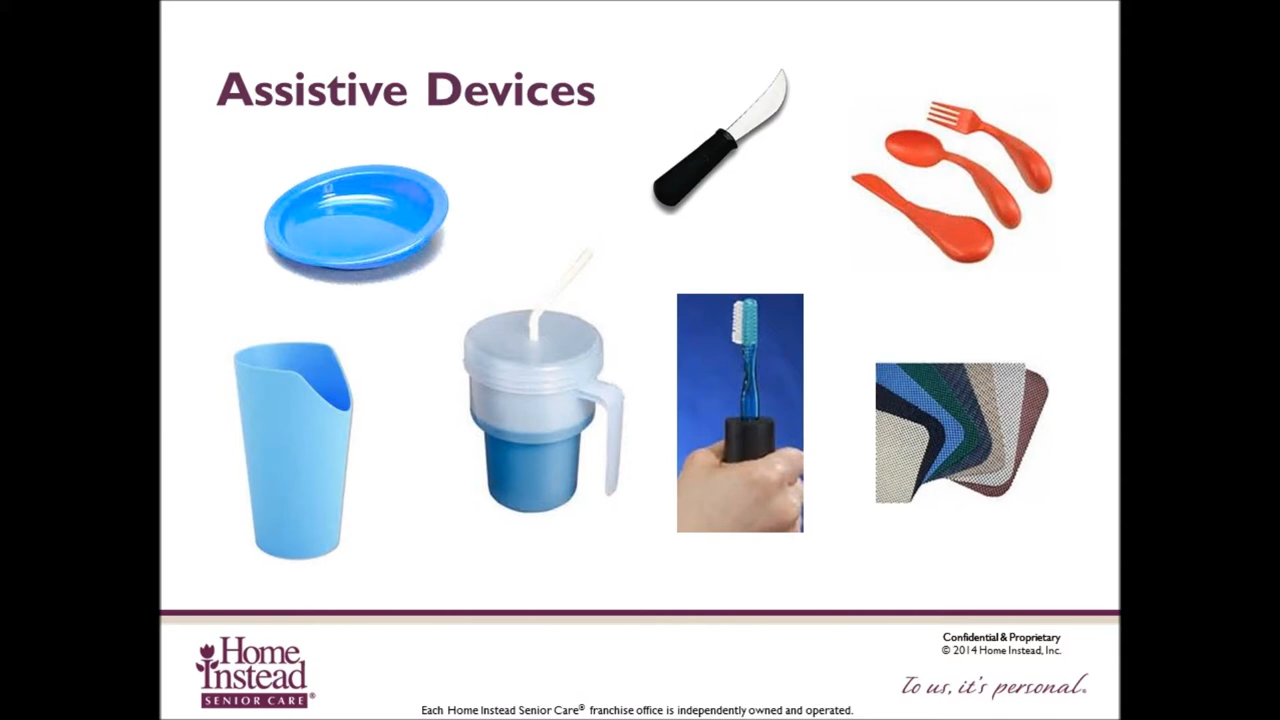 Assistive Devices
Home
Instead
SENIOR CARE®
Confidential & Proprietary
© 2014 Home Instead, Inc.
To us, it's personal.
Each Home Instead Senior Care® franchise office is independently owned and operated.